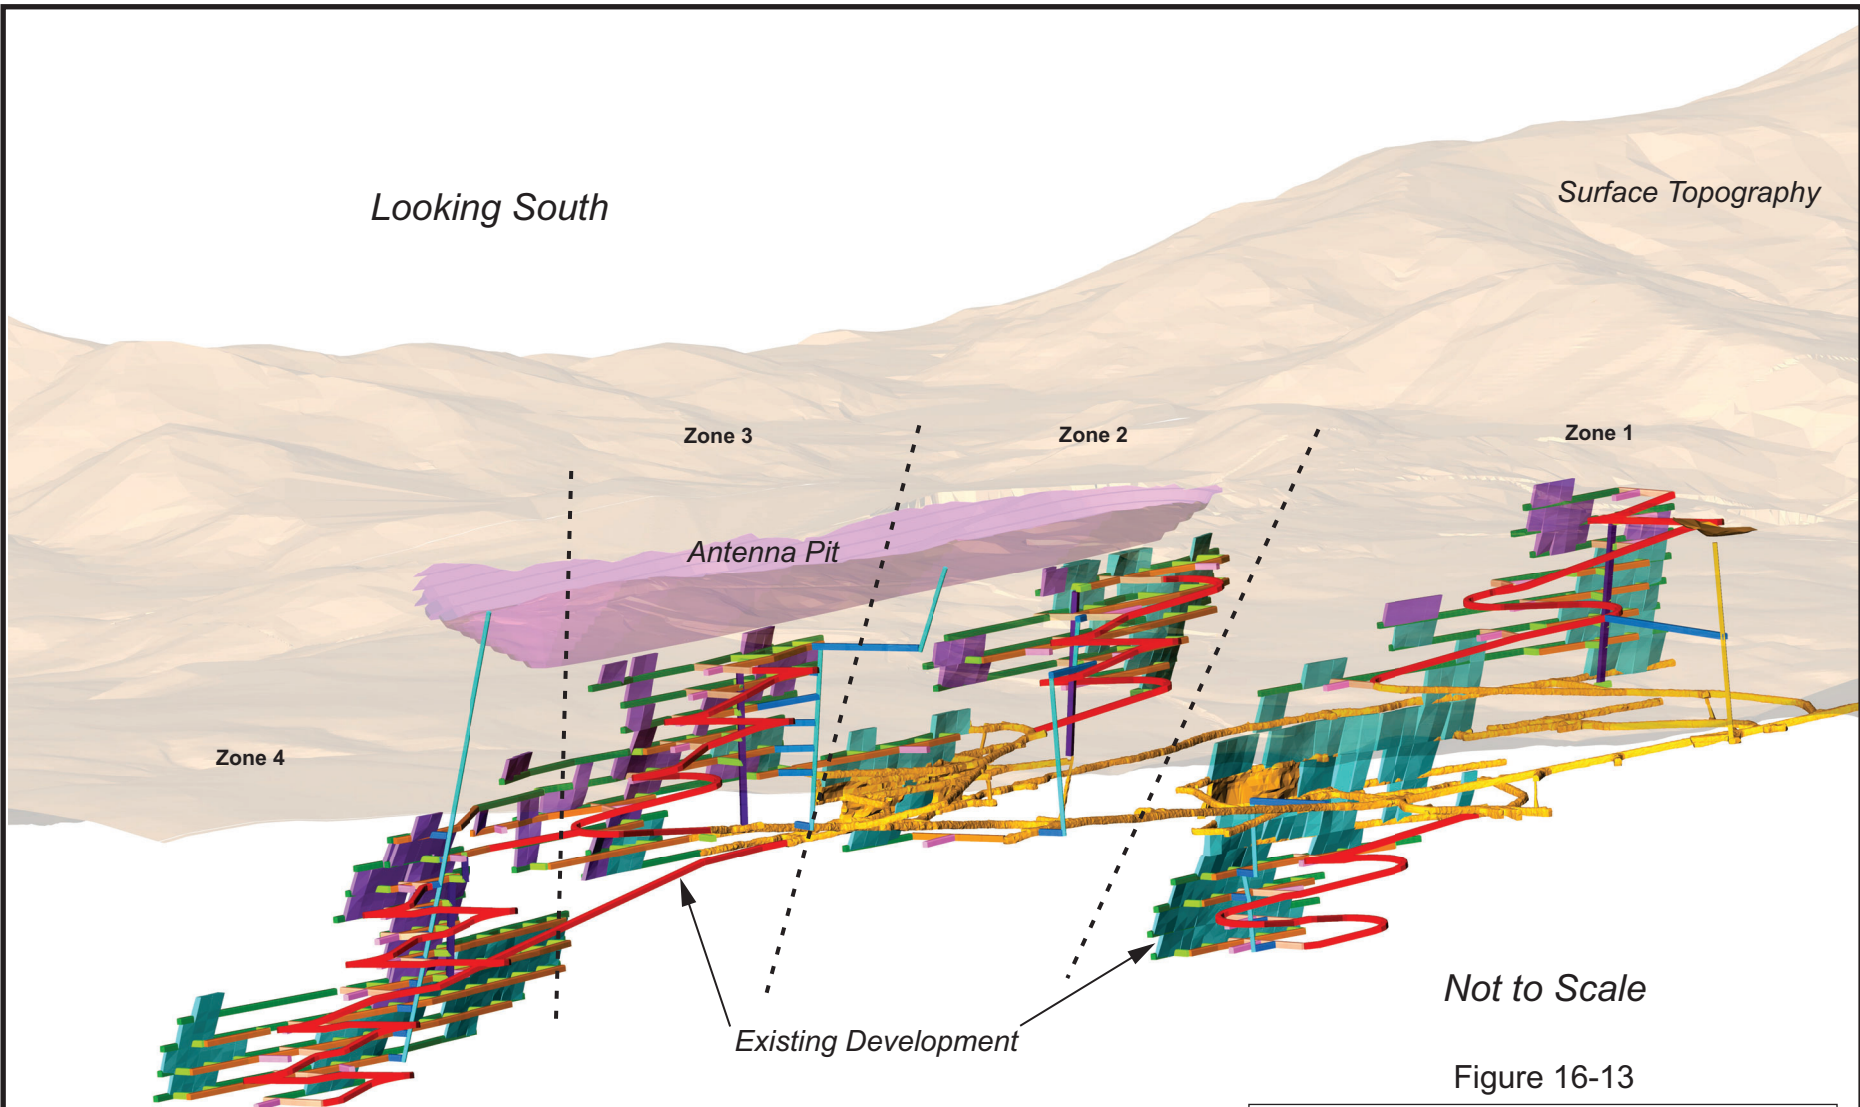 Looking South
Surface Topography
Zone 3
Zone 2
Zone 1
Antenna Pit
Zone 4
Existing Development
Not to Scale
Figure 16-13